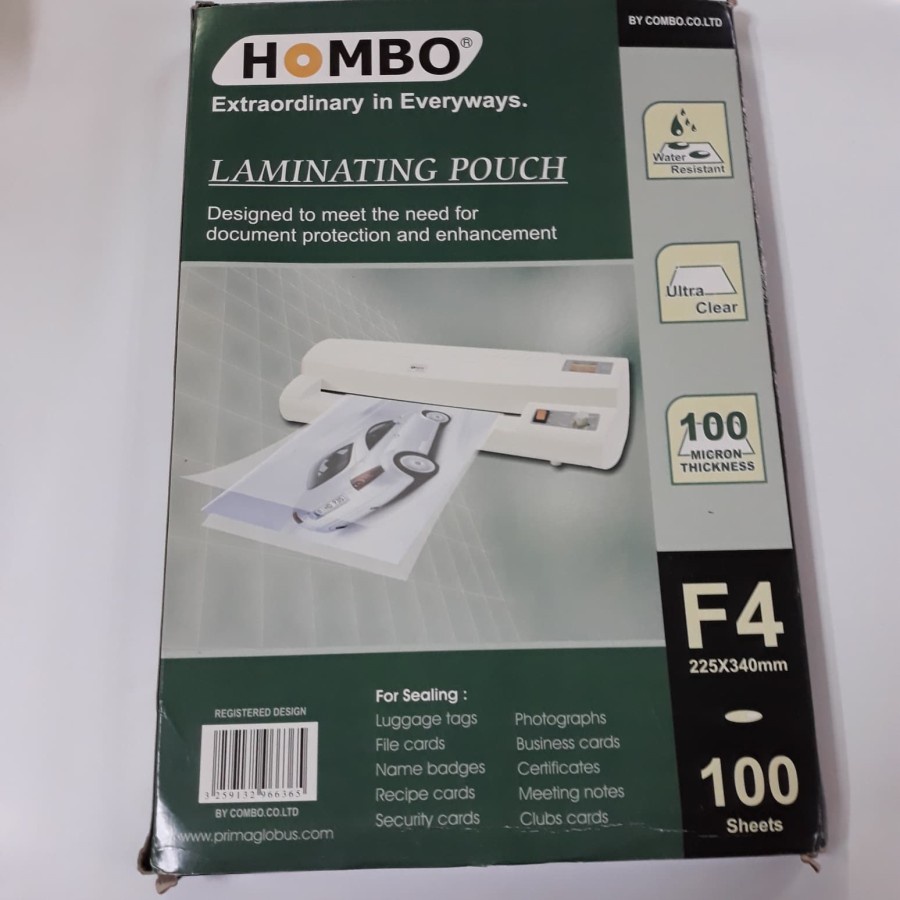 HOMBO®
Extraordinary in Everyways.
LAMINATING POUCH
Designed to meet the need for
document protection and enhancement
BY COMBO.CO.LTD
Water
Resistant
Ultra
Clear
100
MICRON
THICKNESS
F4
225X340mm
100
Sheets
For Sealing :
Luggage tags
File cards
Name badges
Recipe cards
Security cards
Photographs
Business cards
Certificates
Meeting notes
Clubs cards
REGISTERED DESIGN
3 259132 966365
BY COMBO.CO.LTD
www.primaglobus.com